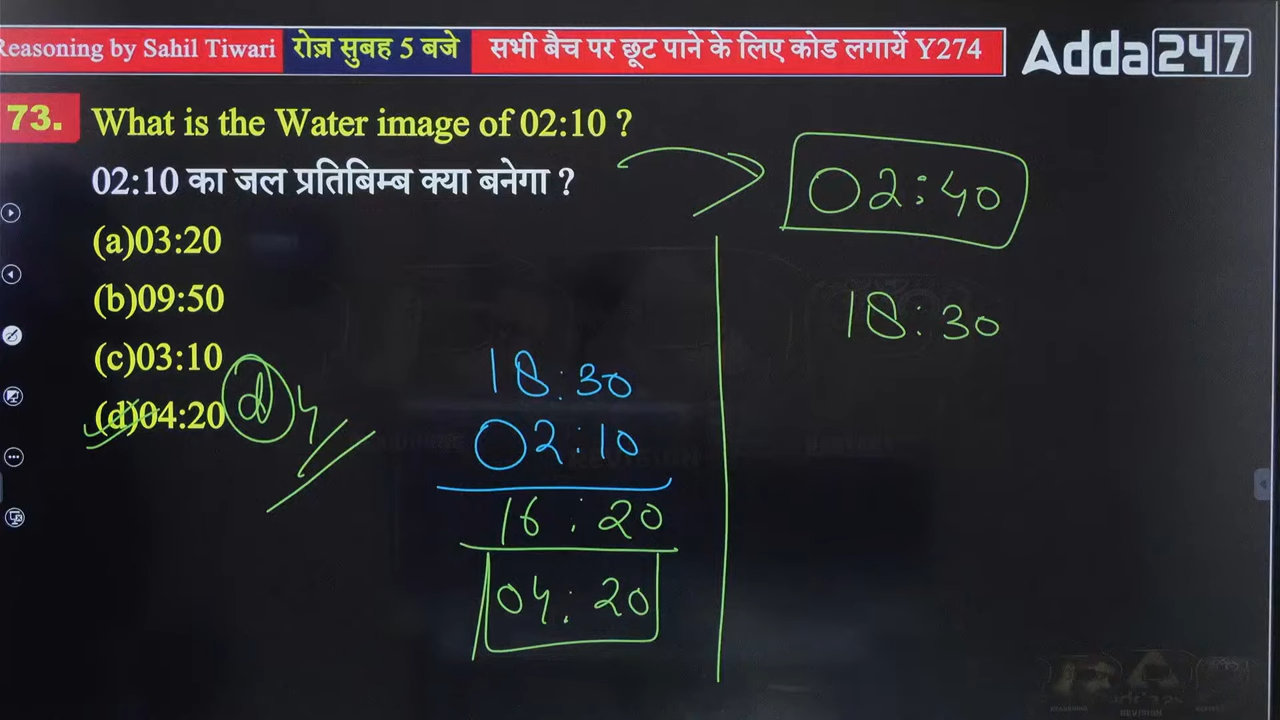 Reasoning by Sahil Tiwari रोज़ सुबह 5 बजे सभी बैच पर छूट पाने के लिए कोड लगायें Y274 Adda247
73. What is the Water image of 02:10 ?
02:10 का जल प्रतिबिम्ब क्या बनेगा ?
(a)03:20
(b)09:50
(c)03:10
(d)04:20 d
18:30
02:10
16:20
04:20
02:40
18:30